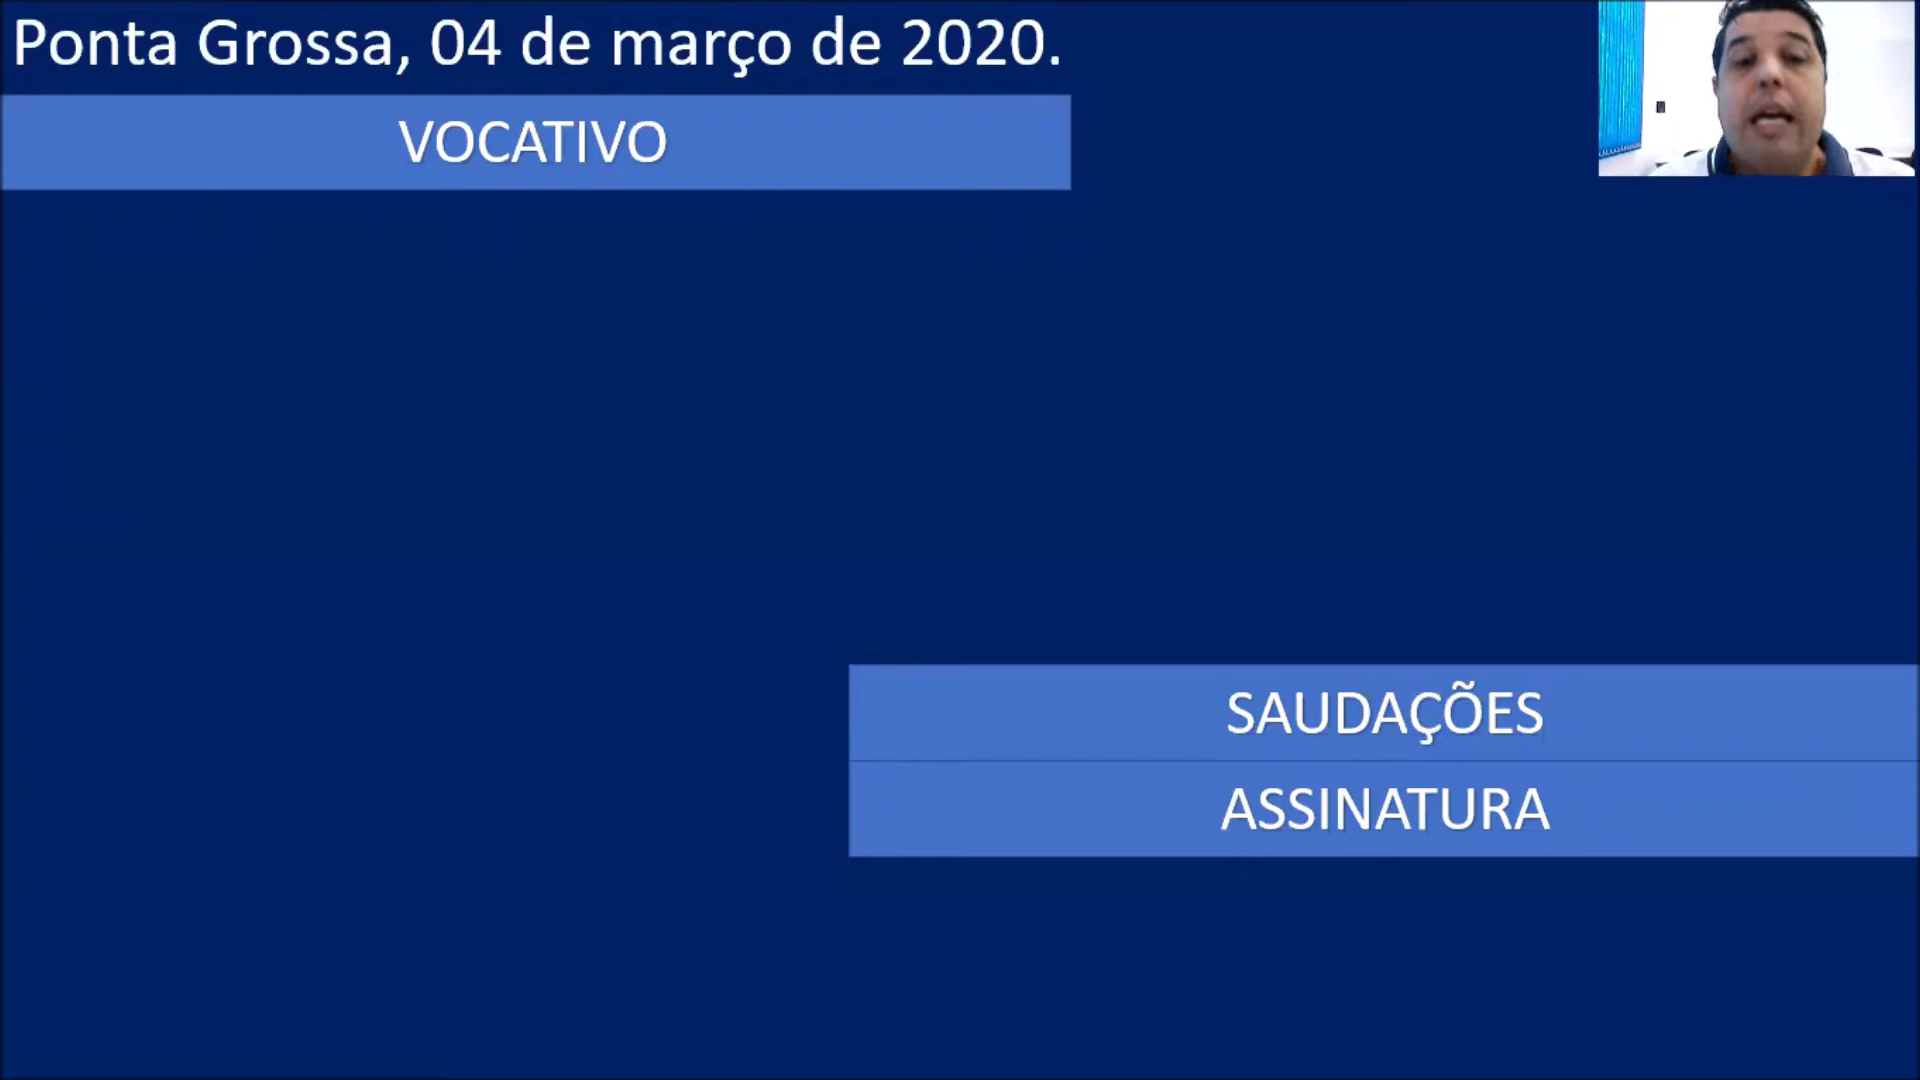 Ponta Grossa, 04 de março de 2020.
VOCATIVO
SAUDAÇÕES
ASSINATURA